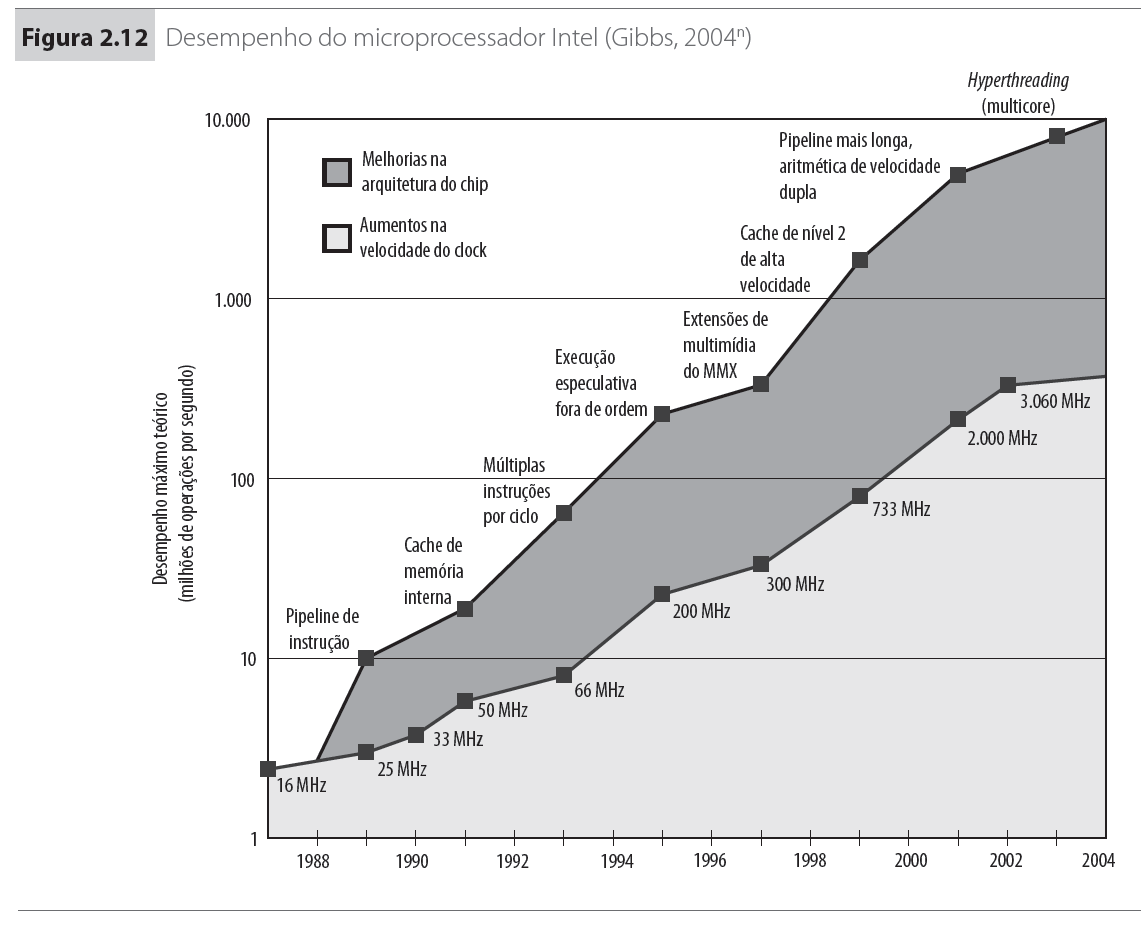 Figura 2.12 Desempenho do microprocessador Intel (Gibbs, 2004ⁿ)
Hyperthreading
(multicore)
10.000
Melhorias na
arquitetura do chip
Aumentos na
velocidade do clock
Pipeline mais longa,
aritmética de velocidade
dupla
Cache de nível 2
de alta
velocidade
1.000
Extensões de
multimídia
do MMX
Execução
especulativa
fora de ordem
3.060 MHz
2.000 MHz
Desempenho máximo teórico
(milhões de operações por segundo)
100
Múltiplas
instruções
por ciclo
733 MHz
Cache de
memória
interna
300 MHz
200 MHz
Pipeline de
instrução
10
66 MHz
50 MHz
33 MHz
25 MHz
16 MHz
1
1988 1990 1992 1994 1996 1998 2000 2002 2004